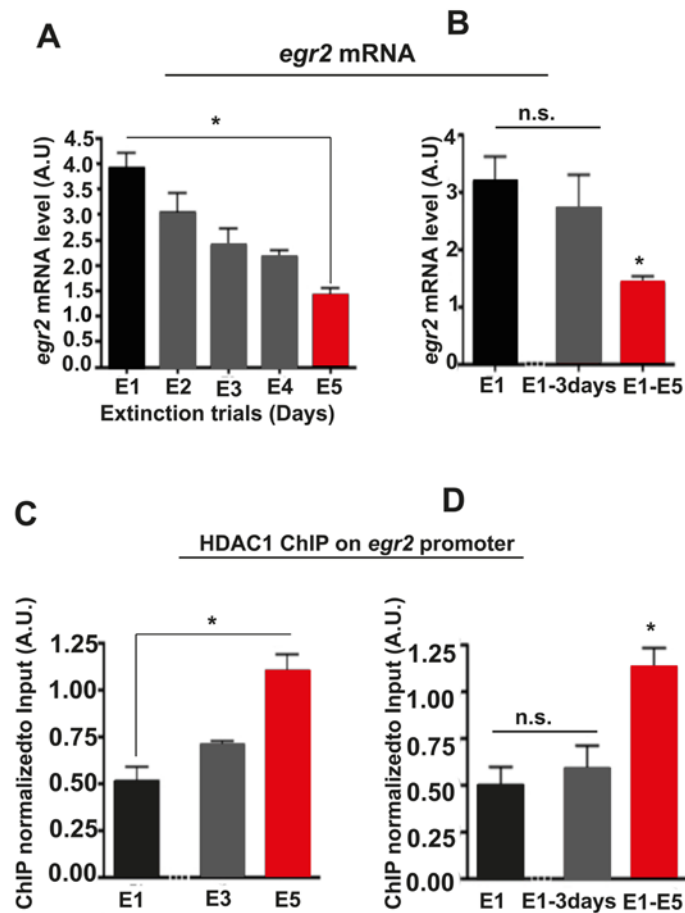 A
B
egr2 mRNA
*
4.5
4.0
3.5
3.0
2.5
2.0
1.5
1.0
0.5
0.0
egr2 mRNA level (A.U)
E1 E2 E3 E4 E5
Extinction trials (Days)
n.s.
*
4
3
2
1
0
egr2 mRNA level (A.U)
E1 E1-3days E1-E5
C
D
HDAC1 ChIP on egr2 promoter
*
1.25
1.00
0.75
0.50
0.25
0.00
ChIP normalizedto Input (A.U.)
E1 E3 E5
*
n.s.
1.25
1.00
0.75
0.50
0.25
0.00
ChIP normalizedto Input (A.U.)
E1 E1-3days E1-E5